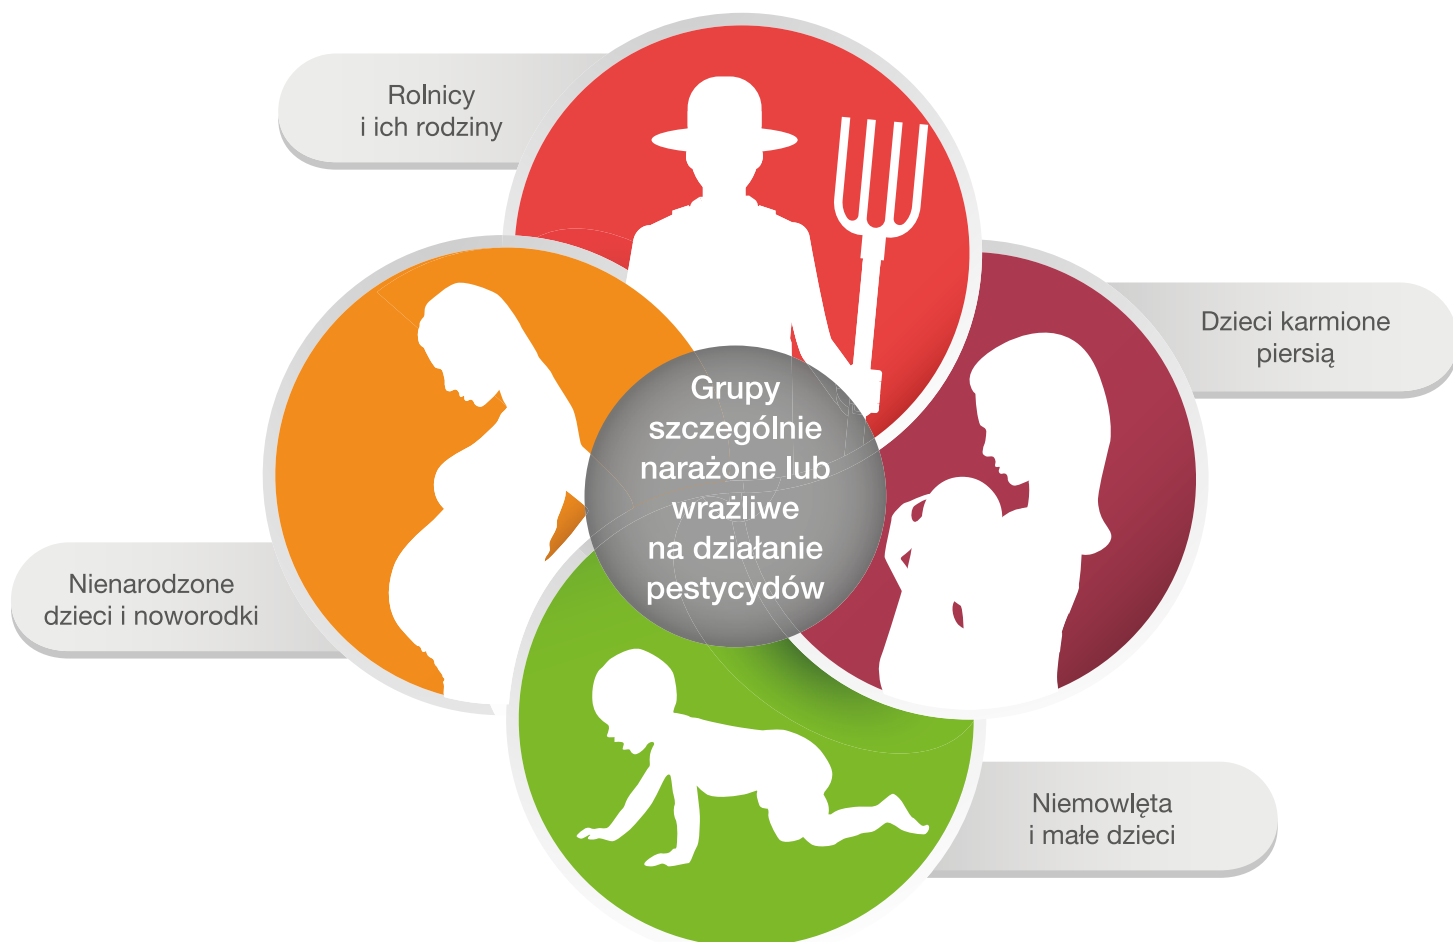 Rolnicy
i ich rodziny
Dzieci karmione
piersią
Grupy
szczególnie
narażone lub
wrażliwe
na działanie
pestycydów
Nienarodzone
dzieci i noworodki
Niemowlęta
i małe dzieci